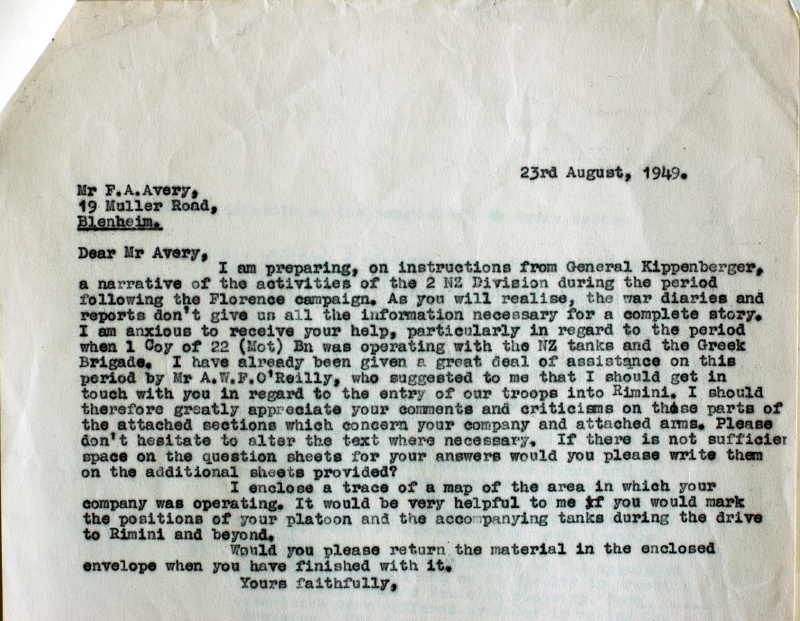 23rd August, 1949.
Mr F.A.Avery,
19 Muller Road,
Blenheim.
Dear Mr Avery,
I am preparing, on instructions from General Kippenberger,
a narrative of the activities of the 2 NZ Division during the period
following the Florence campaign. As you will realise, the war diaries and
reports don't give us all the information necessary for a complete story.
I am anxious to receive your help, particularly in regard to the period
when 1 Coy of 22 (Mot) Bn was operating with the NZ tanks and the Greek
Brigade. I have already been given a great deal of assistance on this
period by Mr A.W.F.O'Reilly, who suggested to me that I should get in
touch with you in regard to the entry of our troops into Rimini. I should
therefore greatly appreciate your comments and criticisms on those parts of
the attached sections which concern your company and attached arms. Please
don't hesitate to alter the text where necessary. If there is not sufficien
space on the question sheets for your answers would you please write them
on the additional sheets provided?
I enclose a trace of a map of the area in which your
company was operating. It would be very helpful to me if you would mark
the positions of your platoon and the accompanying tanks during the drive
to Rimini and beyond.
Would you please return the material in the enclosed
envelope when you have finished with it.
Yours faithfully,